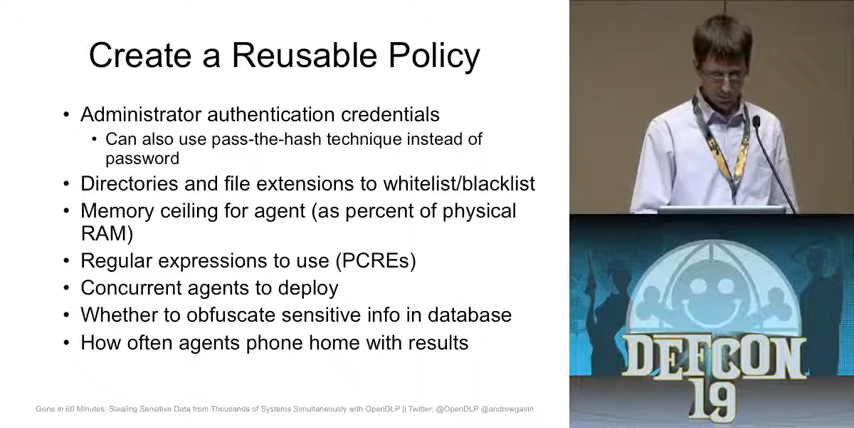 Create a Reusable Policy
• Administrator authentication credentials
• Can also use pass-the-hash technique instead of
password
• Directories and file extensions to whitelist/blacklist
• Memory ceiling for agent (as percent of physical
RAM)
• Regular expressions to use (PCREs)
• Concurrent agents to deploy
• Whether to obfuscate sensitive info in database
• How often agents phone home with results
Gone in 60 Minutes: Stealing Sensitive Data from Thousands of Systems Simultaneously with OpenDLP || Twitter: @OpenDLP @andrewgavin
DEFCON
19